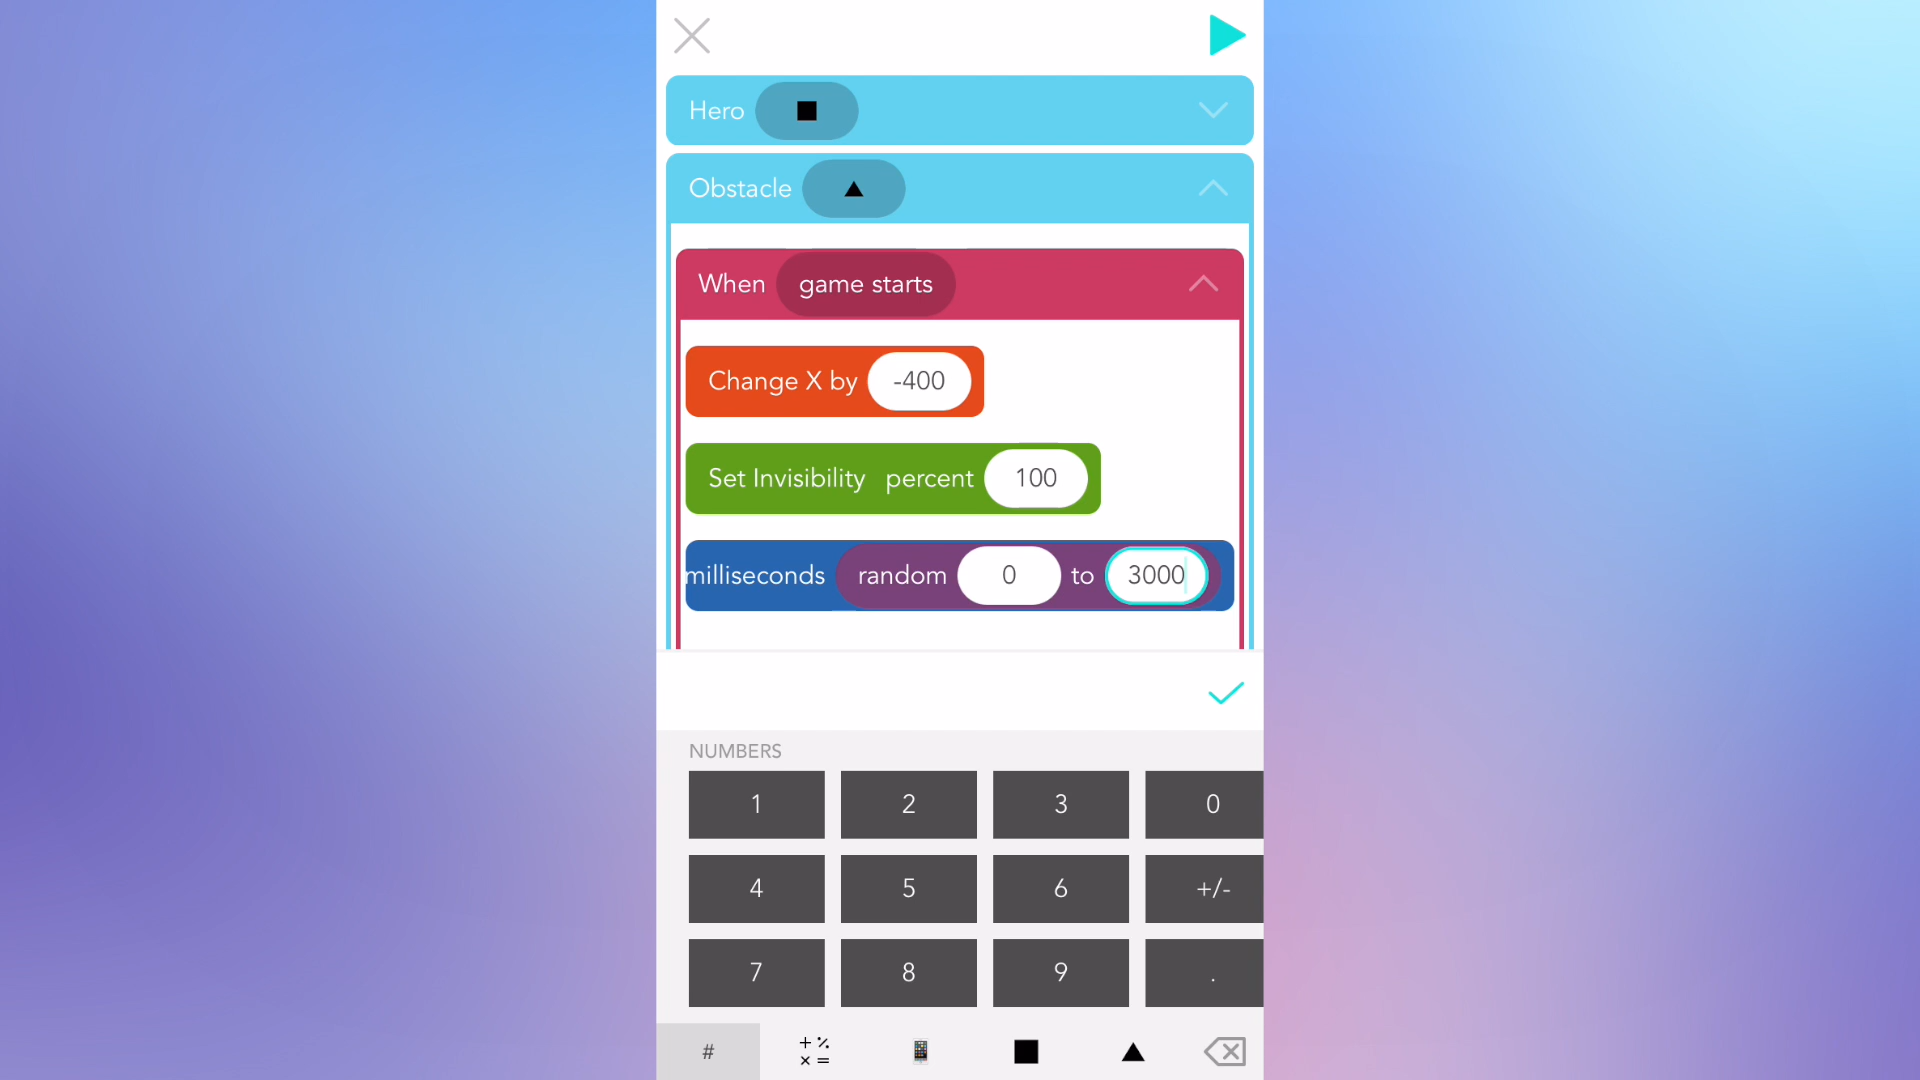 Hero
Obstacle
When game starts
Change X by -400
Set Invisibility percent 100
milliseconds random 0 to 3000
NUMBERS
1 2 3 0
4 5 6 +/-
7 8 9 .
# + ٪ × =